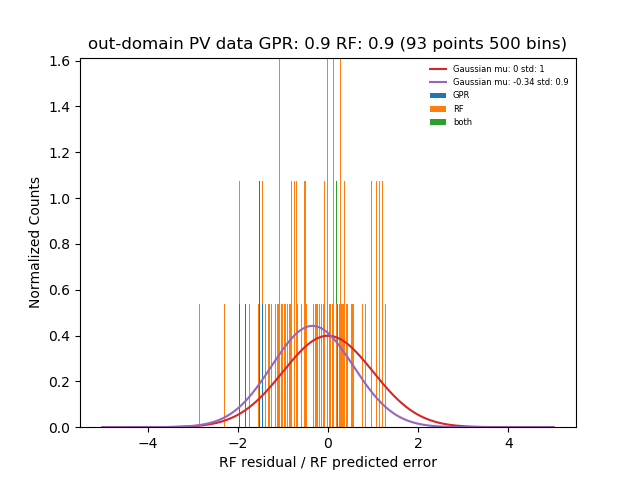 out-domain PV data GPR: 0.9 RF: 0.9 (93 points 500 bins)
Gaussian mu: 0 std: 1
Gaussian mu: -0.34 std: 0.9
GPR
RF
both
Normalized Counts
1.6
1.4
1.2
1.0
0.8
0.6
0.4
0.2
0.0
−4 −2 0 2 4
RF residual / RF predicted error